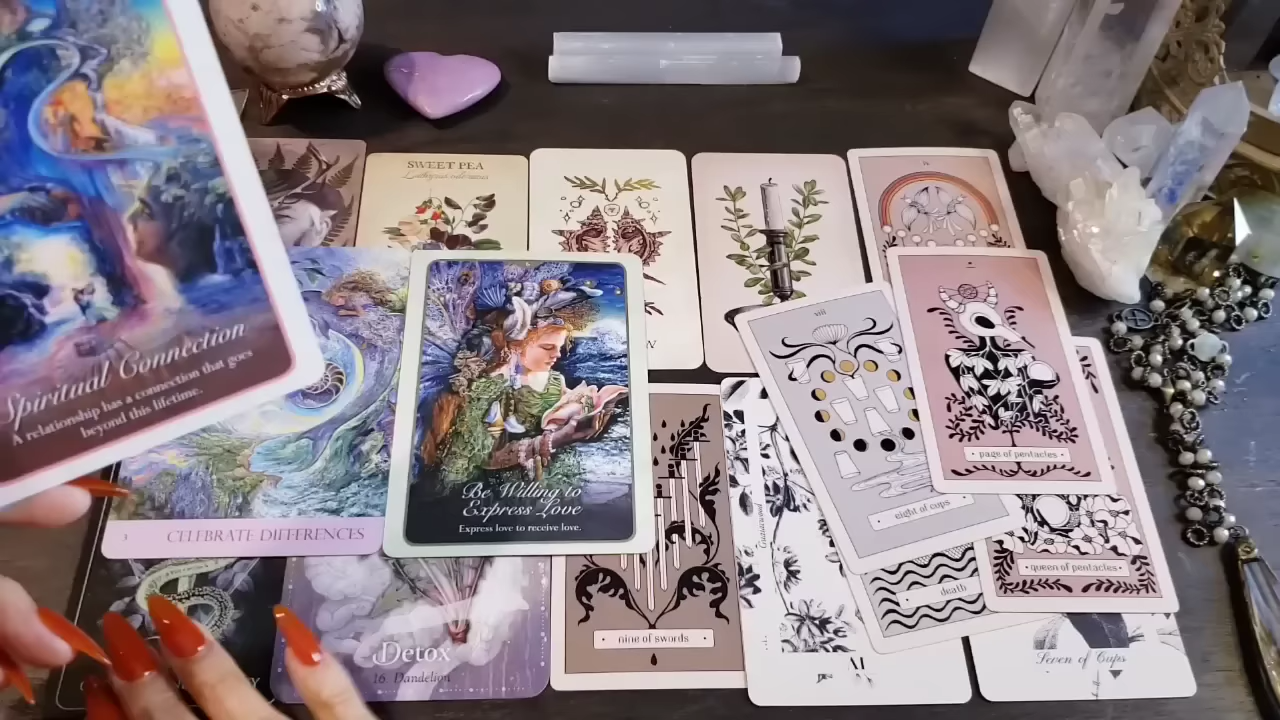 Spiritual Connection
A relationship has a connection that goes
beyond this lifetime.
SWEET PEA
3 CELEBRATE DIFFERENCES
Be Willing to
Express Love
Express love to receive love.
Detox
16. Dandelion
nine of swords
xiii
eight of cups
death
page of pentacles
queen of pentacles
Seven of Cups